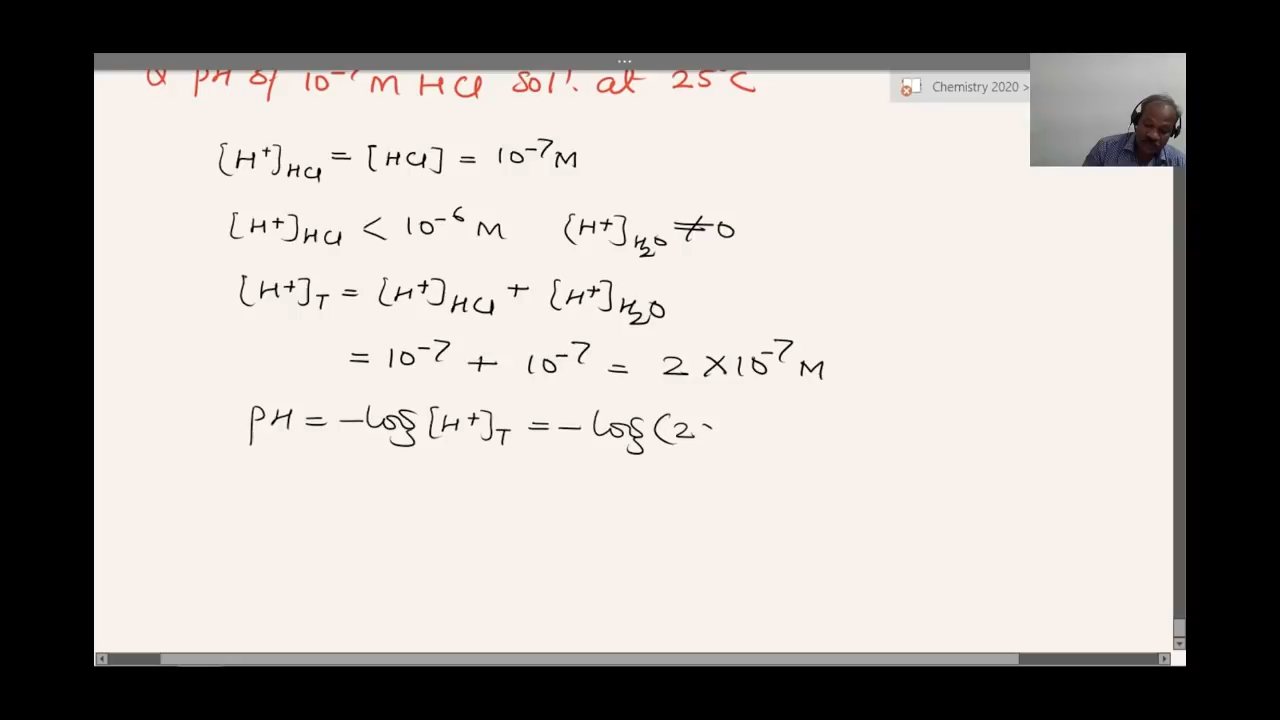 Q pH of 10⁻⁷ M HCl Solⁿ. at 25°C
Chemistry 2020 >
[H⁺]HCl = [HCl] = 10⁻⁷ M
[H⁺]HCl < 10⁻⁶ M [H⁺]H₂O ≠ 0
[H⁺]T = [H⁺]HCl + [H⁺]H₂O
= 10⁻⁷ + 10⁻⁷ = 2 × 10⁻⁷ M
pH = -log [H⁺]T = -log (2